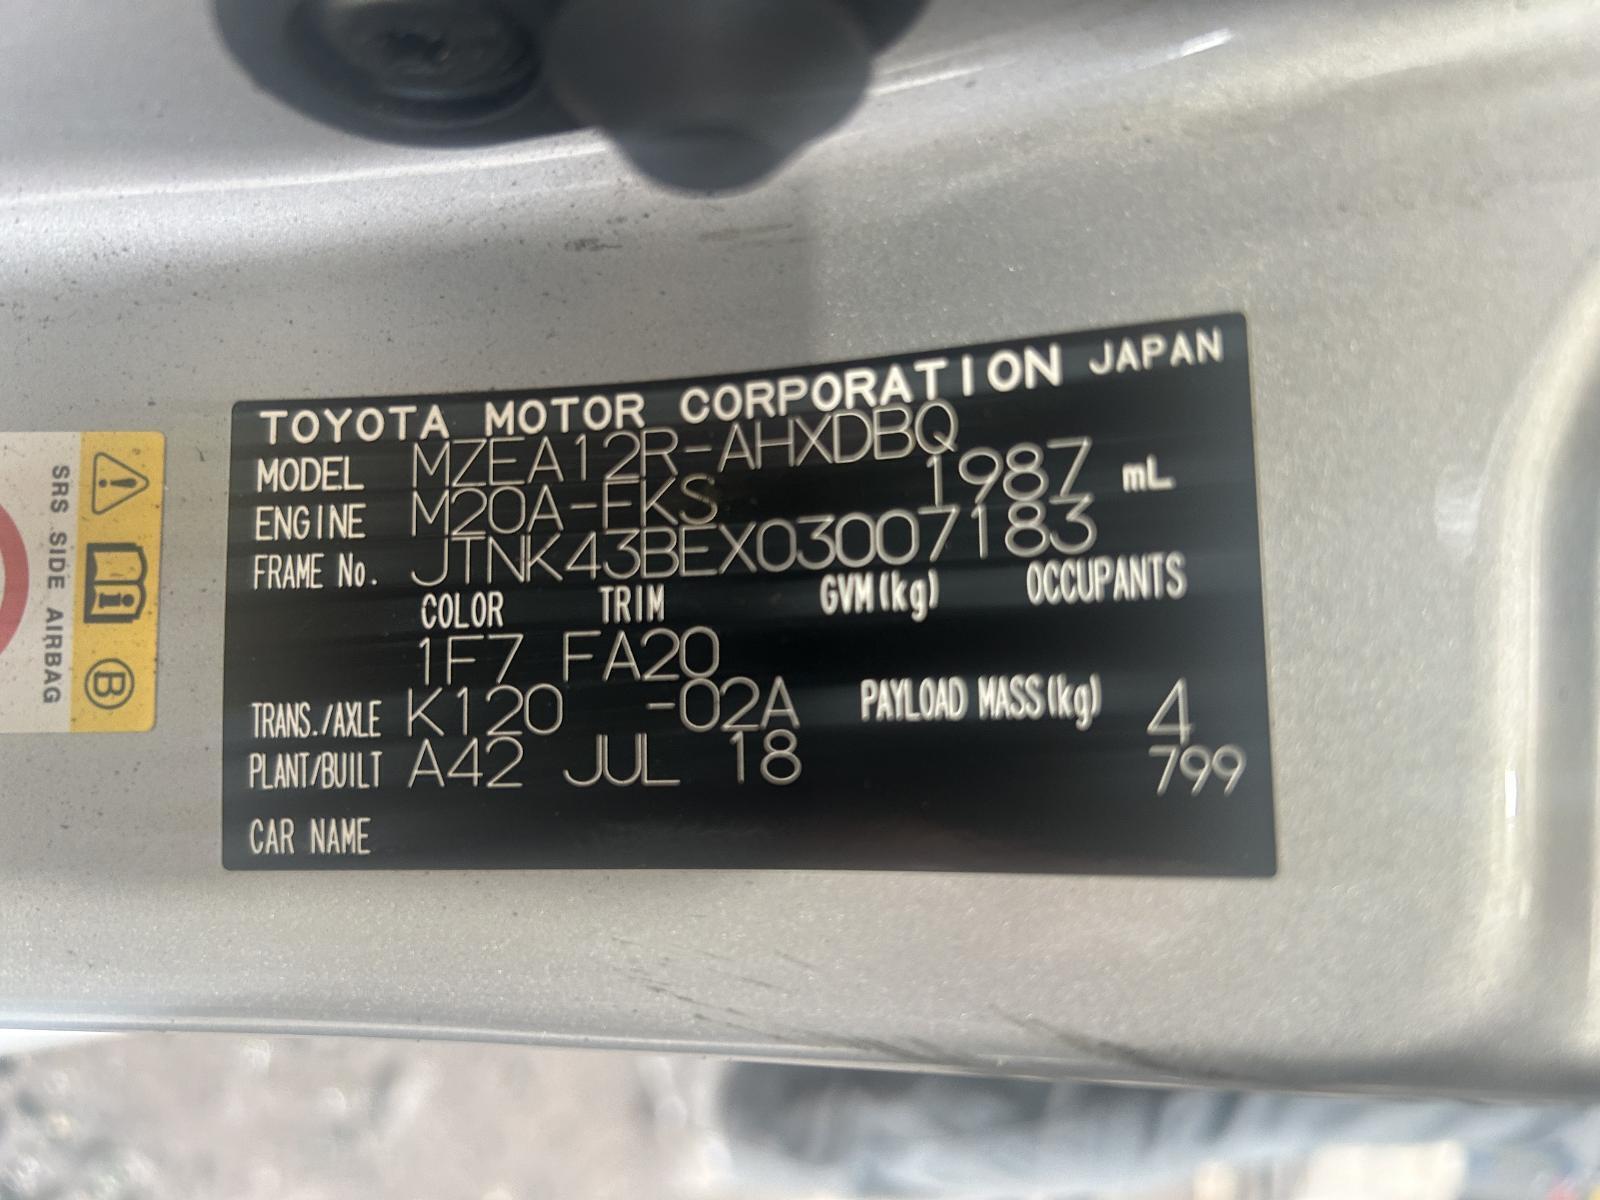 TOYOTA MOTOR CORPORATION JAPAN
MODEL MZEA12R-AHXDBQ
ENGINE M20A-FKS 1987 mL
FRAME No. JTNK43BEX03007183
COLOR TRIM GVM(kg) OCCUPANTS
1F7 FA20
TRANS./AXLE K120 -02A PAYLOAD MASS(kg) 4
PLANT/BUILT A42 JUL 18 799
CAR NAME
SRS SIDE AIRBAG
B